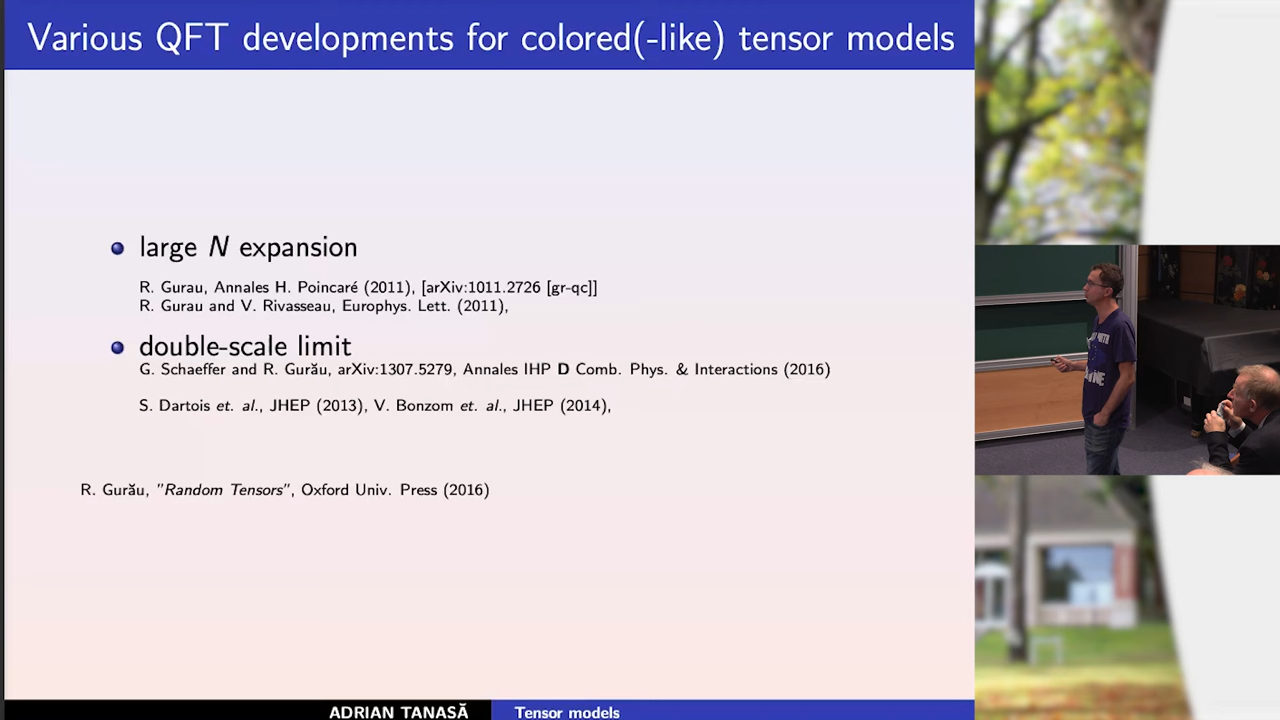 Various QFT developments for colored(-like) tensor models
large N expansion
R. Gurau, Annales H. Poincaré (2011), [arXiv:1011.2726 [gr-qc]]
R. Gurau and V. Rivasseau, Europhys. Lett. (2011),
double-scale limit
G. Schaeffer and R. Gurău, arXiv:1307.5279, Annales IHP D Comb. Phys. & Interactions (2016)
S. Dartois et. al., JHEP (2013), V. Bonzom et. al., JHEP (2014),
R. Gurău, "Random Tensors", Oxford Univ. Press (2016)
ADRIAN TANASĂ
Tensor models